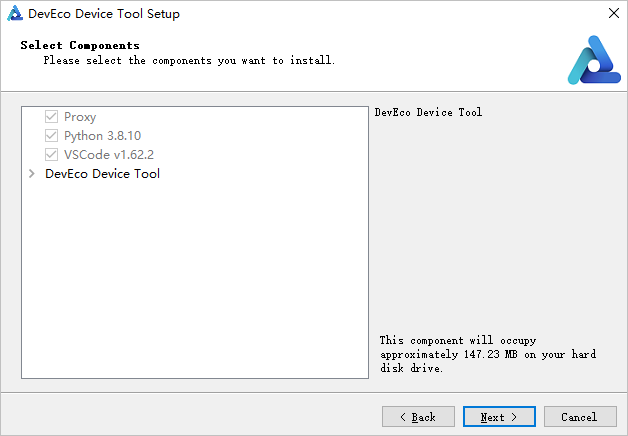 DevEco Device Tool Setup
Select Components
Please select the components you want to install.
Proxy
Python 3.8.10
VSCode v1.62.2
DevEco Device Tool
DevEco Device Tool
This component will occupy
approximately 147.23 MB on your hard
disk drive.
< Back
Next >
Cancel